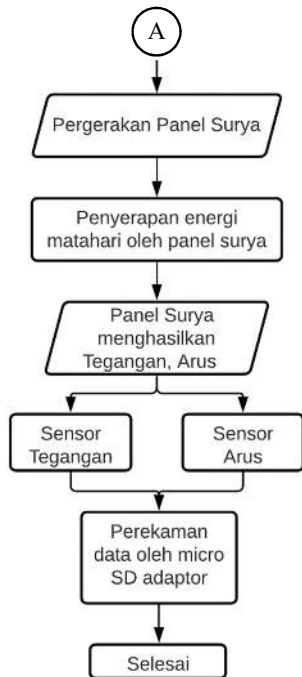 A
Pergerakan Panel Surya
Penyerapan energi
matahari oleh panel surya
Panel Surya
menghasilkan
Tegangan, Arus
Sensor
Tegangan
Sensor
Arus
Perekaman
data oleh micro
SD adaptor
Selesai